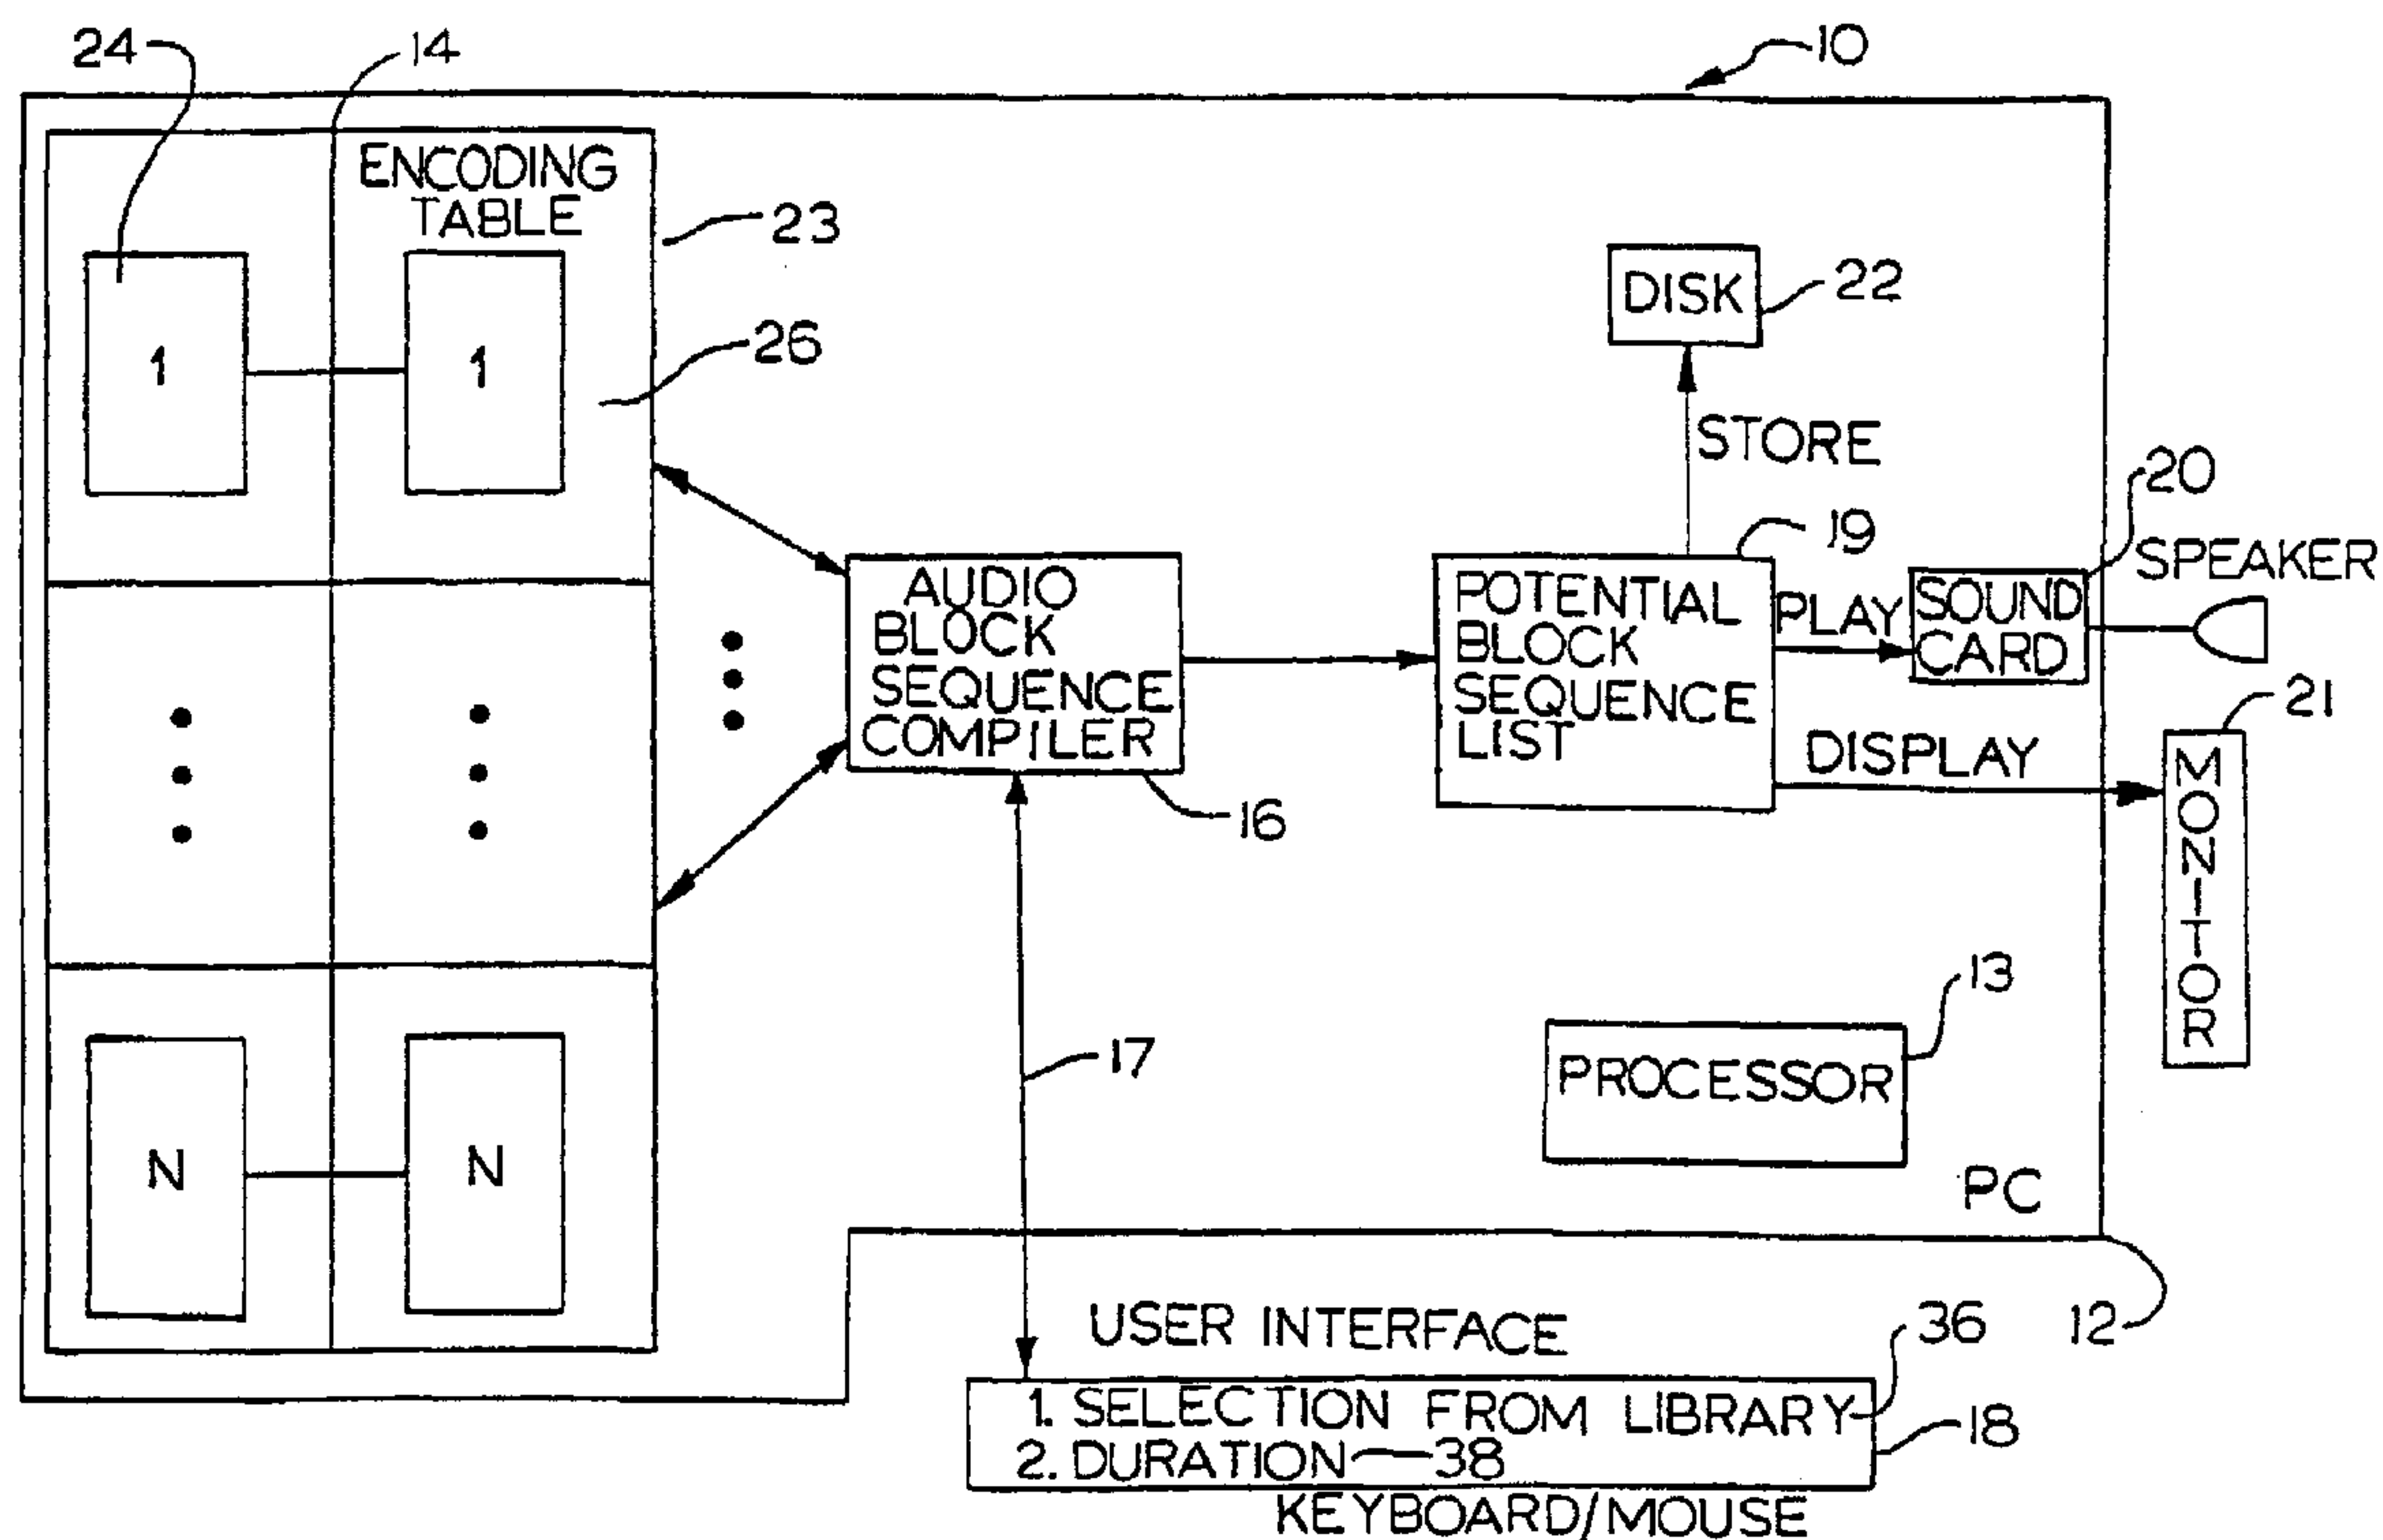 24
14
10
ENCODING
TABLE
23
1
1
26
DISK
22
STORE
20
SPEAKER
19
AUDIO
BLOCK
SEQUENCE
COMPILER
16
POTENTIAL
BLOCK
SEQUENCE
LIST
PLAY
SOUND
CARD
DISPLAY
21
MONITOR
13
PROCESSOR
PC
12
17
N
N
USER INTERFACE
36
1. SELECTION FROM LIBRARY
2. DURATION
38
18
KEYBOARD/MOUSE